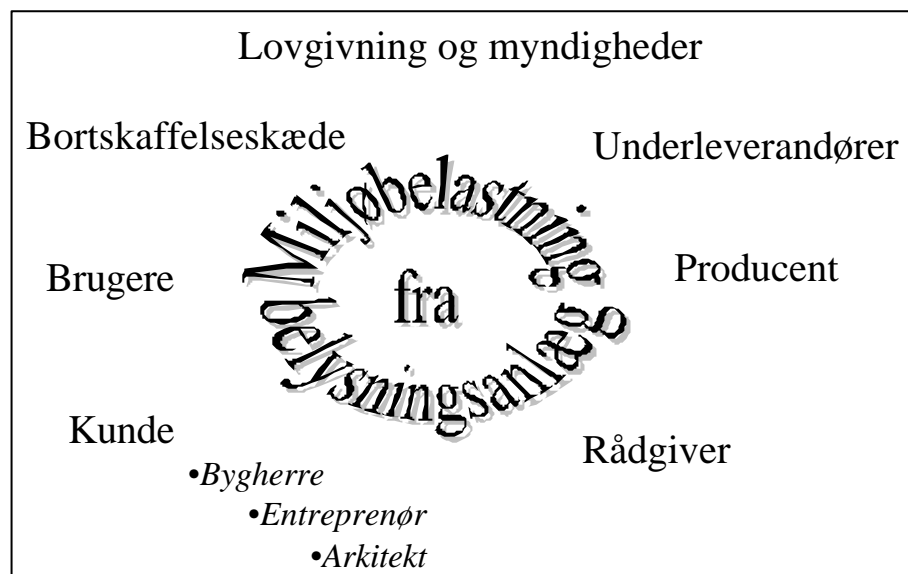 Lovgivning og myndigheder
Bortskaffelseskæde
Underleverandører
Miljøbelastning
fra
belysningsanlæg
Brugere
Producent
Kunde
Rådgiver
•Bygherre
•Entreprenør
•Arkitekt